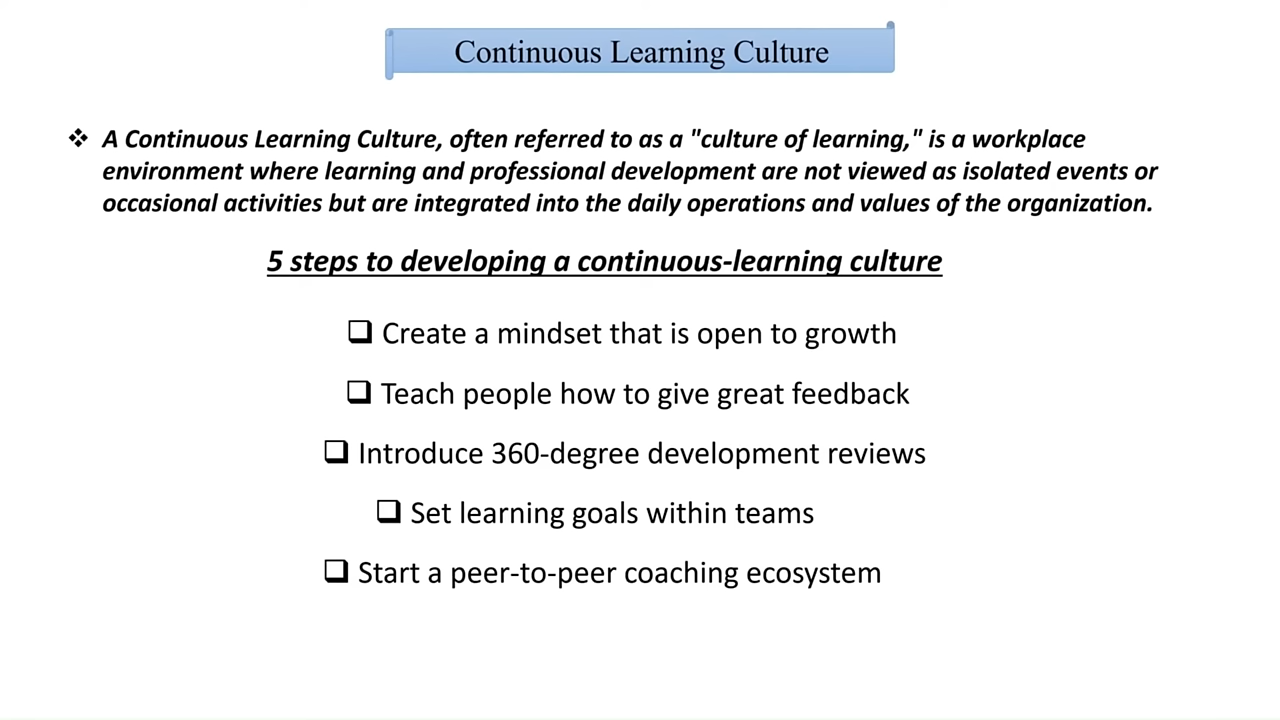 Continuous Learning Culture
A Continuous Learning Culture, often referred to as a "culture of learning," is a workplace
environment where learning and professional development are not viewed as isolated events or
occasional activities but are integrated into the daily operations and values of the organization.
5 steps to developing a continuous-learning culture
Create a mindset that is open to growth
Teach people how to give great feedback
Introduce 360-degree development reviews
Set learning goals within teams
Start a peer-to-peer coaching ecosystem